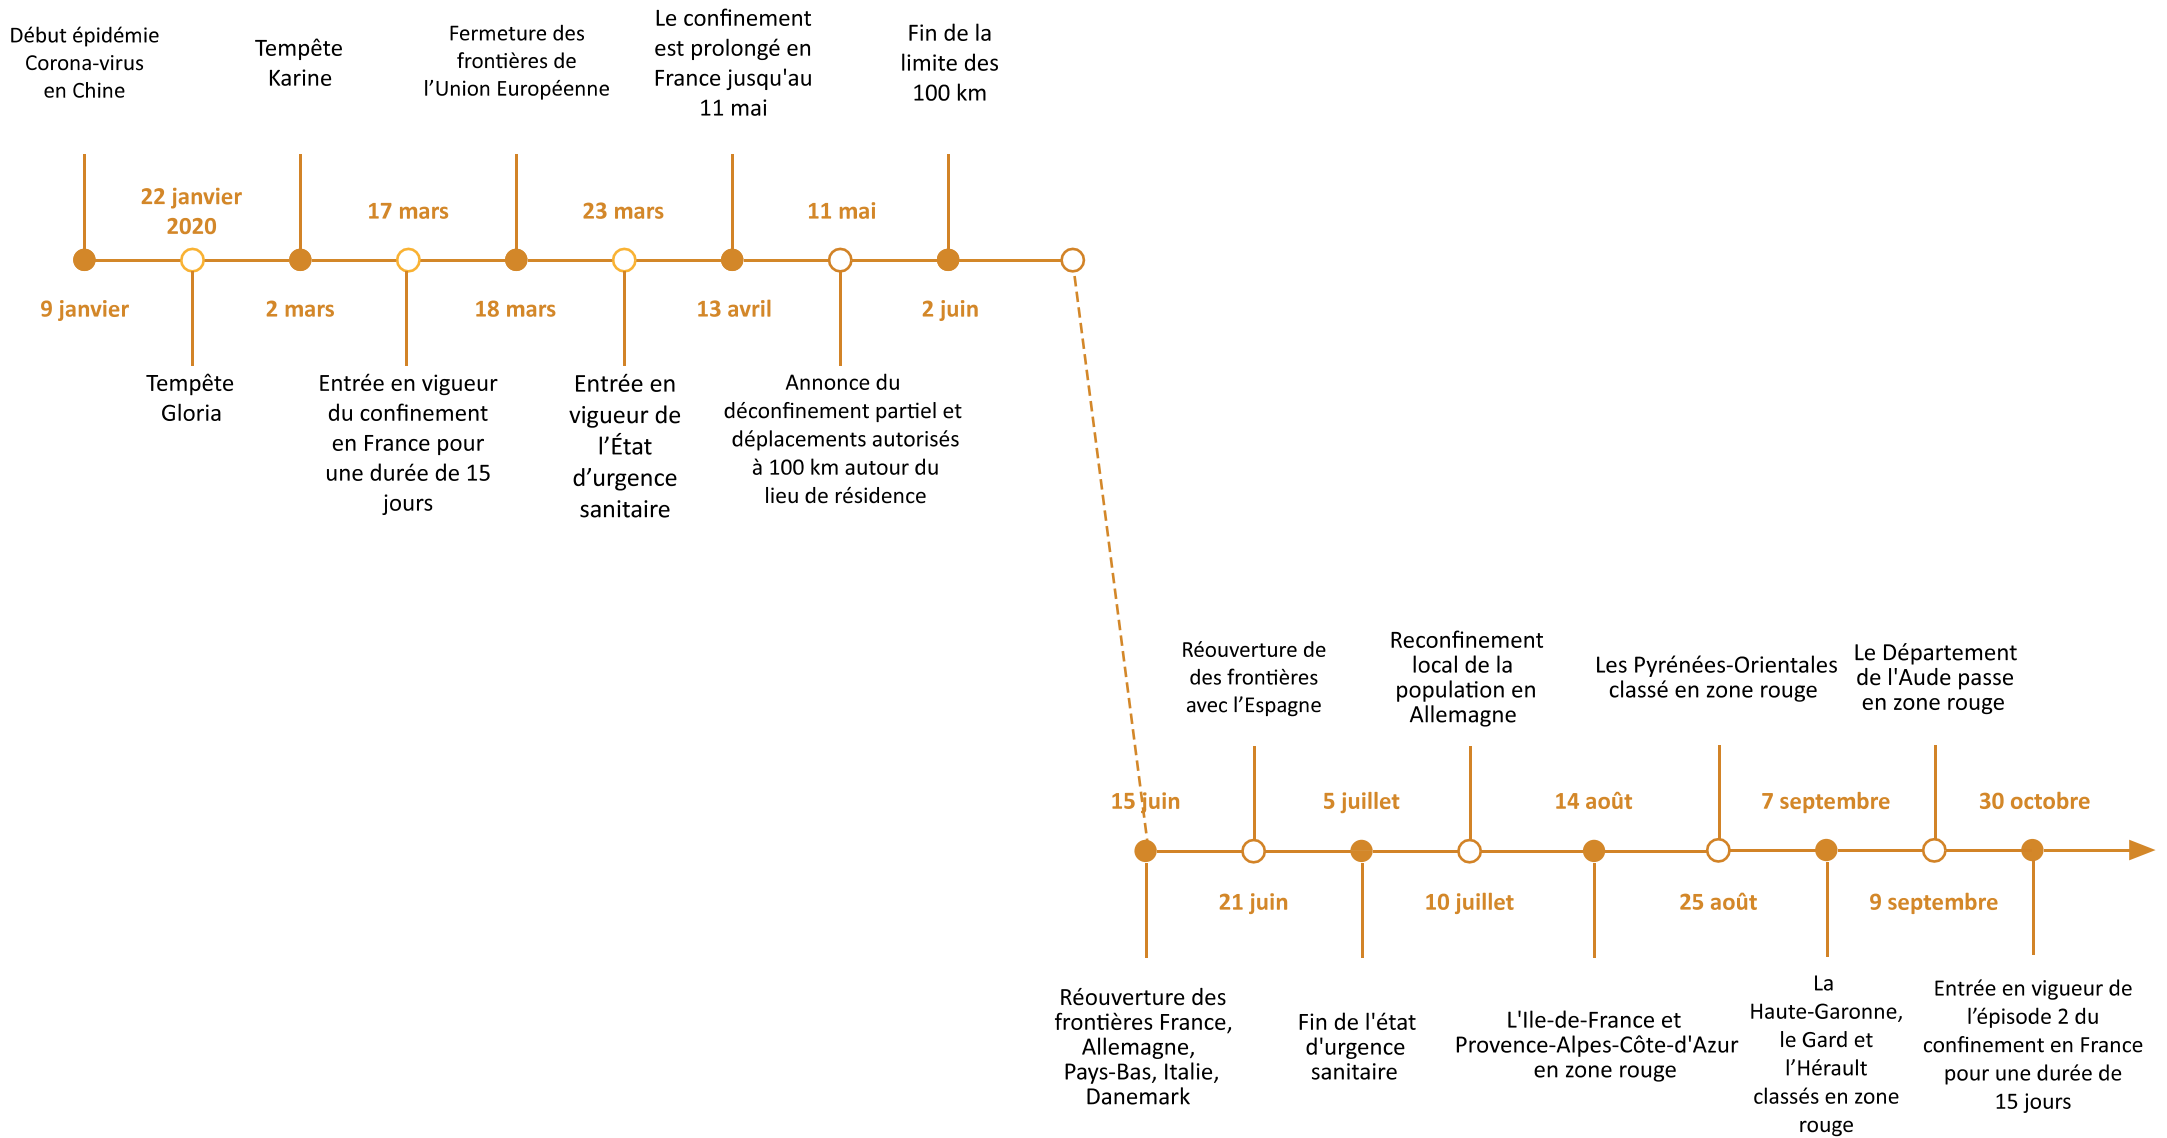 Début épidémie
Corona-virus
en Chine
9 janvier
22 janvier
2020
Tempête
Gloria
Tempête
Karine
2 mars
17 mars
Entrée en vigueur
du confinement
en France pour
une durée de 15
jours
Fermeture des
frontières de
l’Union Européenne
18 mars
23 mars
Entrée en
vigueur de
l’État
d’urgence
sanitaire
Le confinement
est prolongé en
France jusqu'au
11 mai
13 avril
11 mai
Annonce du
déconfinement partiel et
déplacements autorisés
à 100 km autour du
lieu de résidence
Fin de la
limite des
100 km
2 juin
15 juin
Réouverture des
frontières France,
Allemagne,
Pays-Bas, Italie,
Danemark
Réouverture de
des frontières
avec l’Espagne
21 juin
5 juillet
Fin de l'état
d'urgence
sanitaire
Reconfinement
local de la
population en
Allemagne
10 juillet
14 août
L'Ile-de-France et
Provence-Alpes-Côte-d'Azur
en zone rouge
Les Pyrénées-Orientales
classé en zone rouge
25 août
7 septembre
La
Haute-Garonne,
le Gard et
l’Hérault
classés en zone
rouge
Le Département
de l'Aude passe
en zone rouge
9 septembre
30 octobre
Entrée en vigueur de
l’épisode 2 du
confinement en France
pour une durée de
15 jours